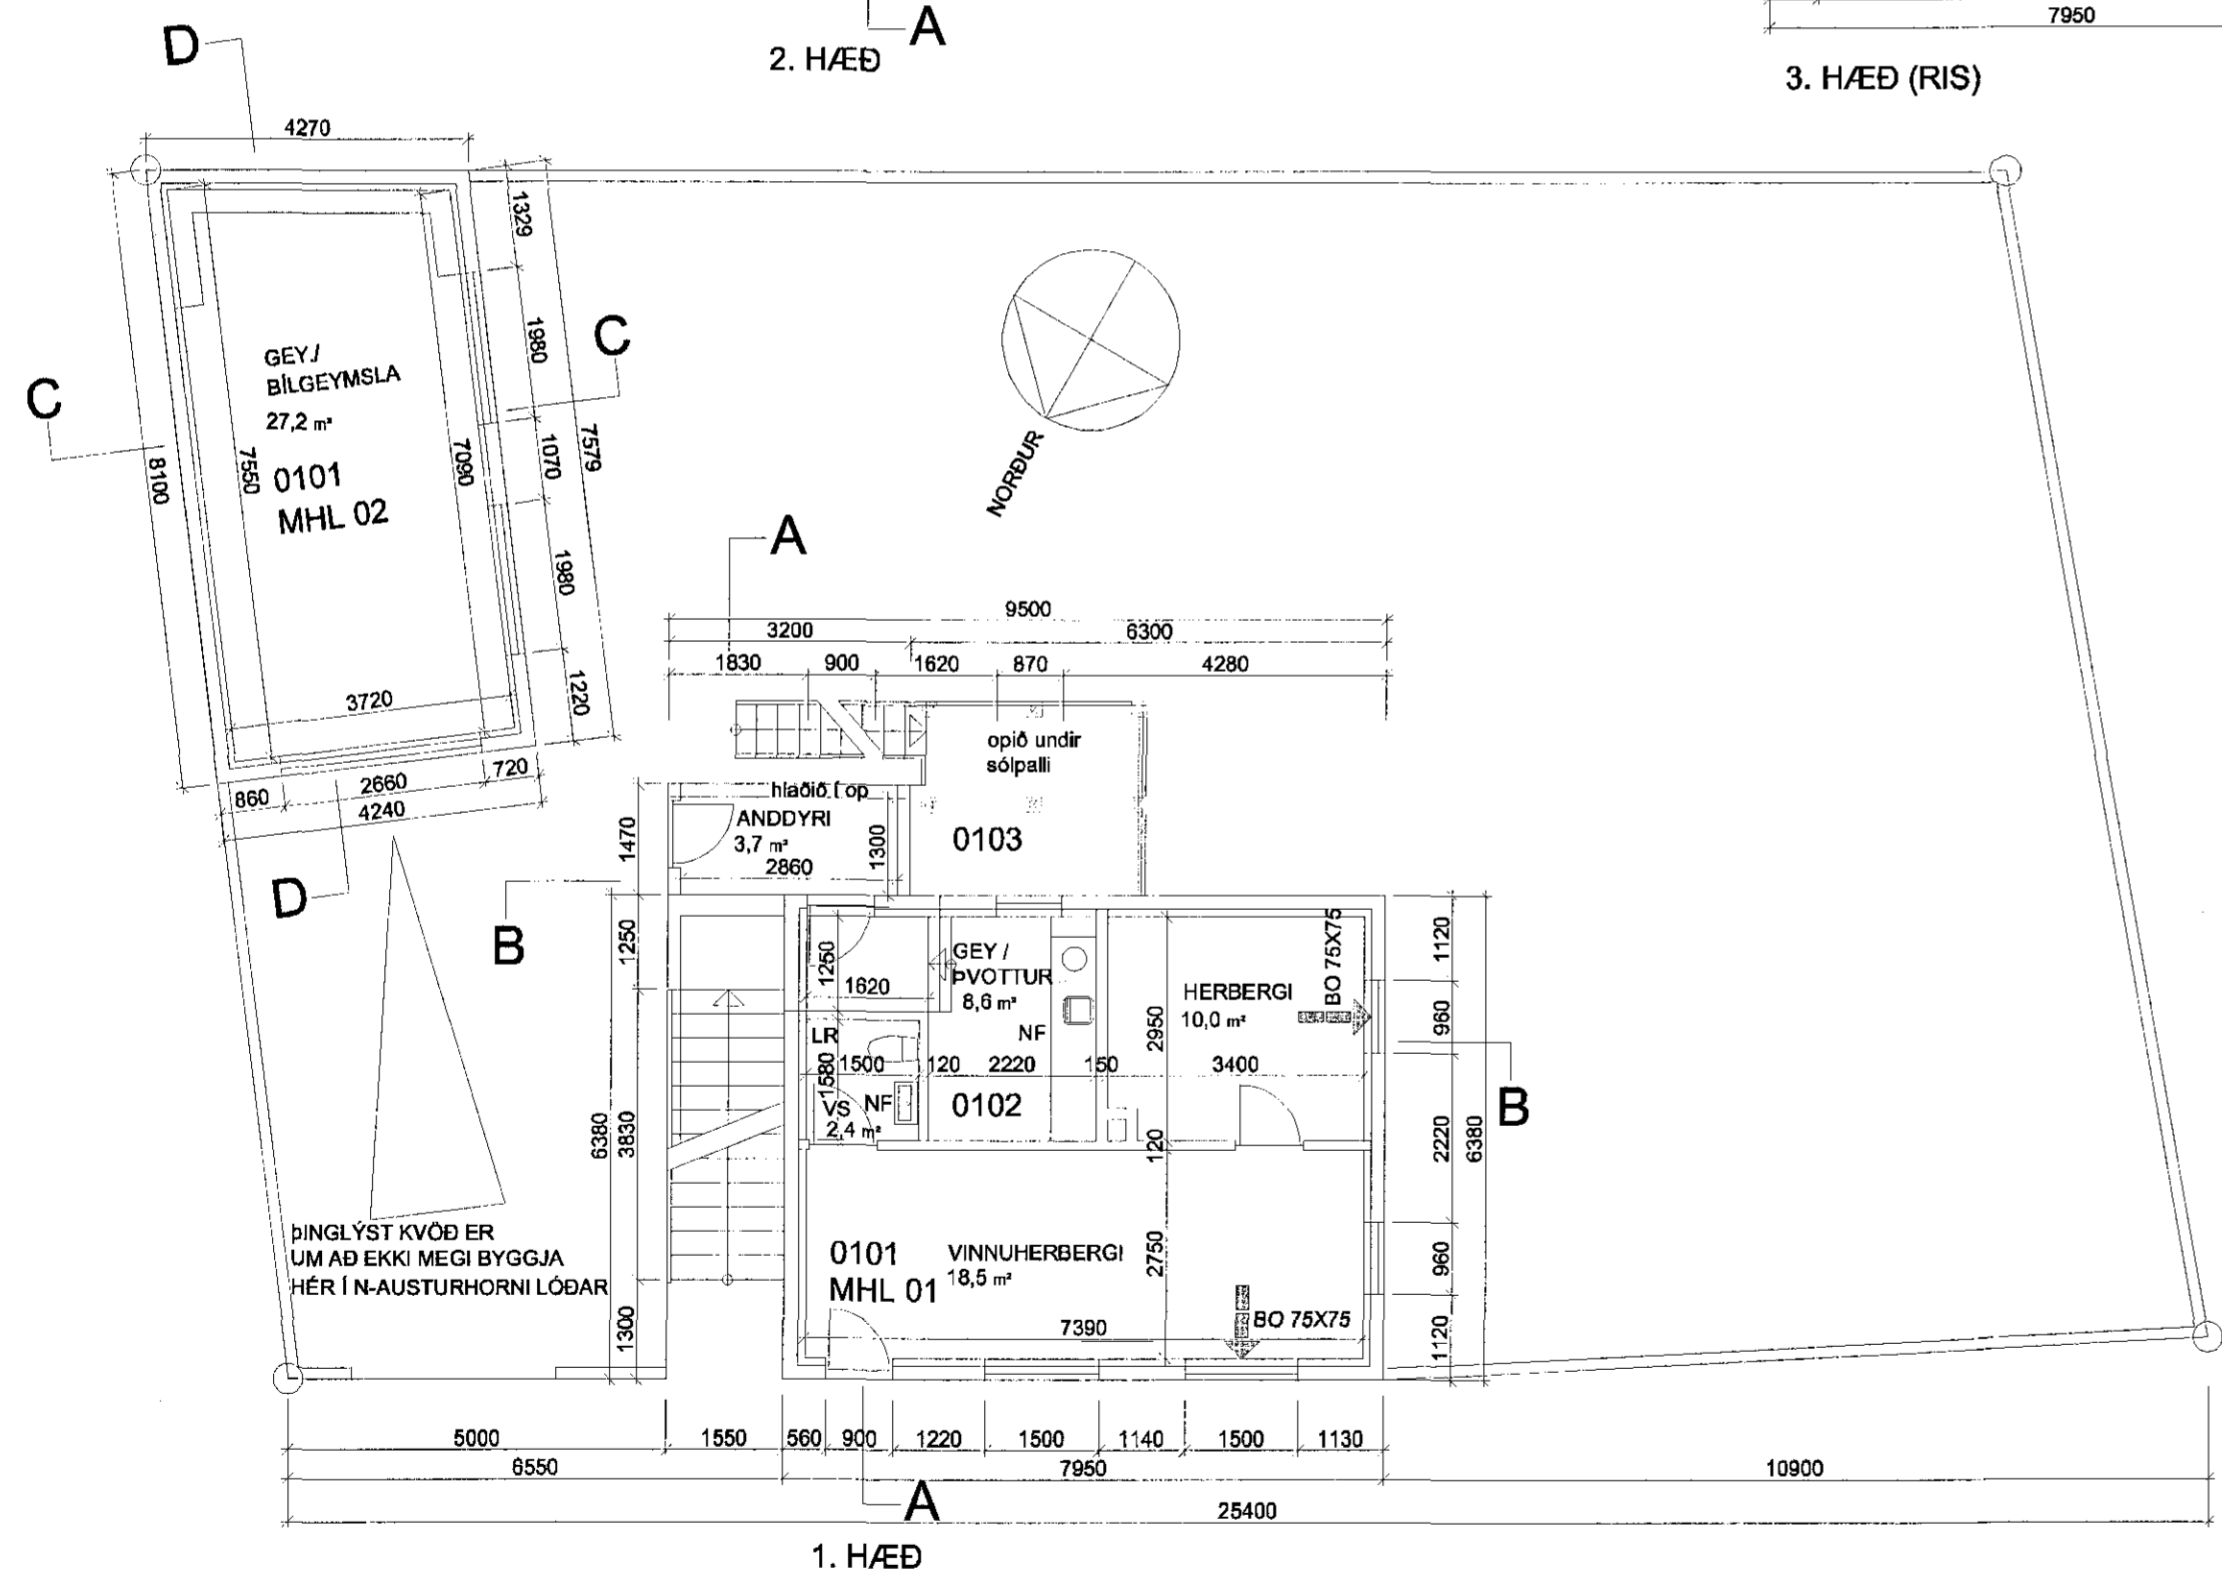 A
2. HÆÐ
7950
3. HÆÐ (RIS)
D
4270
1329
1980
1070
1980
1220
7579
C
C
GEY./
BÍLGEYMSLA
27,2 m²
0101
MHL 02
8100
7550
7090
3720
860
2660
720
4240
D
NORÐUR
A
9500
3200
6300
1830
900
1620
870
4280
opið undir
sólpalli
hlaðið í op
ANDDYRI
3,7 m²
2860
1300
0103
1470
B
1250
6380
3830
1300
1250
1620
GEY /
ÞVOTTUR
8,6 m²
NF
LR
1580
1500
120
2220
150
3400
VS
NF
2,4 m²
0102
HERBERGI
10,0 m²
BO 75X75
2950
120
2750
1120
960
2220
960
1120
6380
B
ÞINGLÝST KVÖÐ ER
UM AÐ EKKI MEGI BYGGJA
HÉR Í N-AUSTURHORNI LÓÐAR
0101
MHL 01
VINNUHERBERGI
18,5 m²
BO 75X75
7390
5000
1550
560
900
1220
1500
1140
1500
1130
6550
7950
10900
A
25400
1. HÆÐ